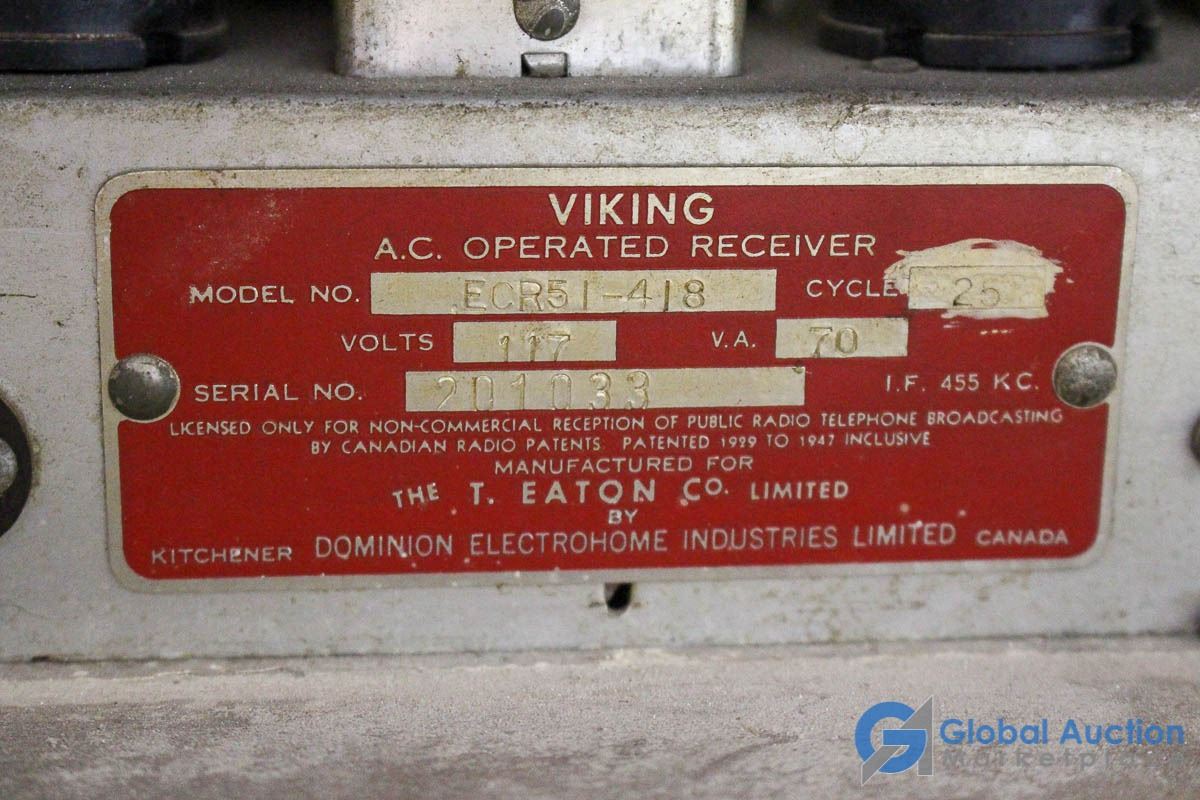 VIKING
A.C. OPERATED RECEIVER
MODEL NO. ECR51-418 CYCLE 25
VOLTS 117 V.A. 70
SERIAL NO. 201033 I.F. 455 KC.
LICENSED ONLY FOR NON-COMMERCIAL RECEPTION OF PUBLIC RADIO TELEPHONE BROADCASTING
BY CANADIAN RADIO PATENTS. PATENTED 1929 TO 1947 INCLUSIVE
MANUFACTURED FOR
THE T. EATON CO. LIMITED
BY
KITCHENER DOMINION ELECTROHOME INDUSTRIES LIMITED CANADA
Global Auction
Marketplace